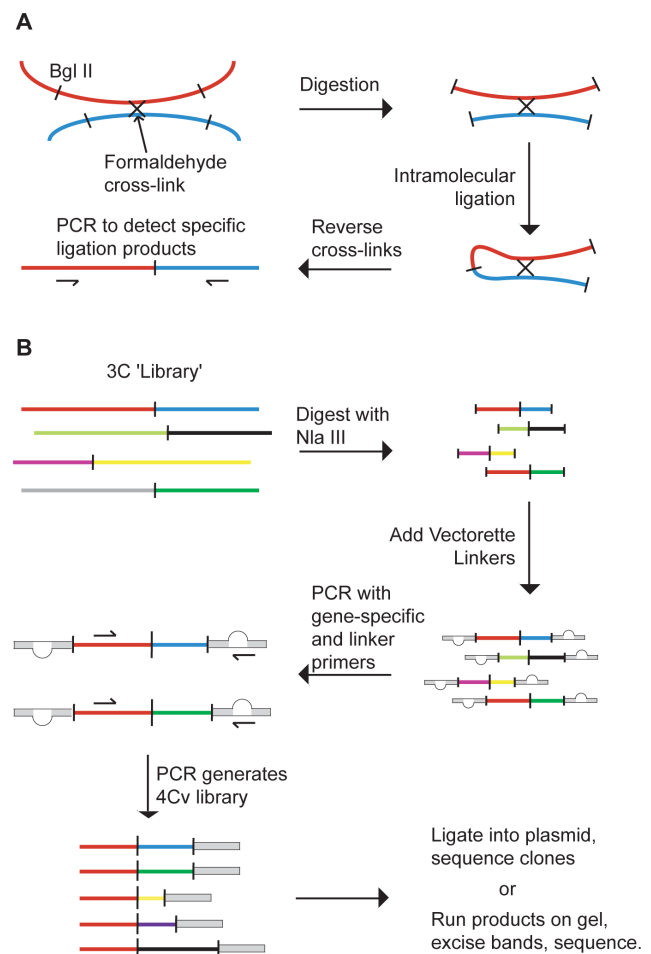 A
Bgl II
Digestion
Formaldehyde
cross-link
Intramolecular
ligation
PCR to detect specific
ligation products
Reverse
cross-links
B
3C 'Library'
Digest with
Nla III
Add Vectorette
Linkers
PCR with
gene-specific
and linker
primers
PCR generates
4Cv library
Ligate into plasmid,
sequence clones
or
Run products on gel,
excise bands, sequence.